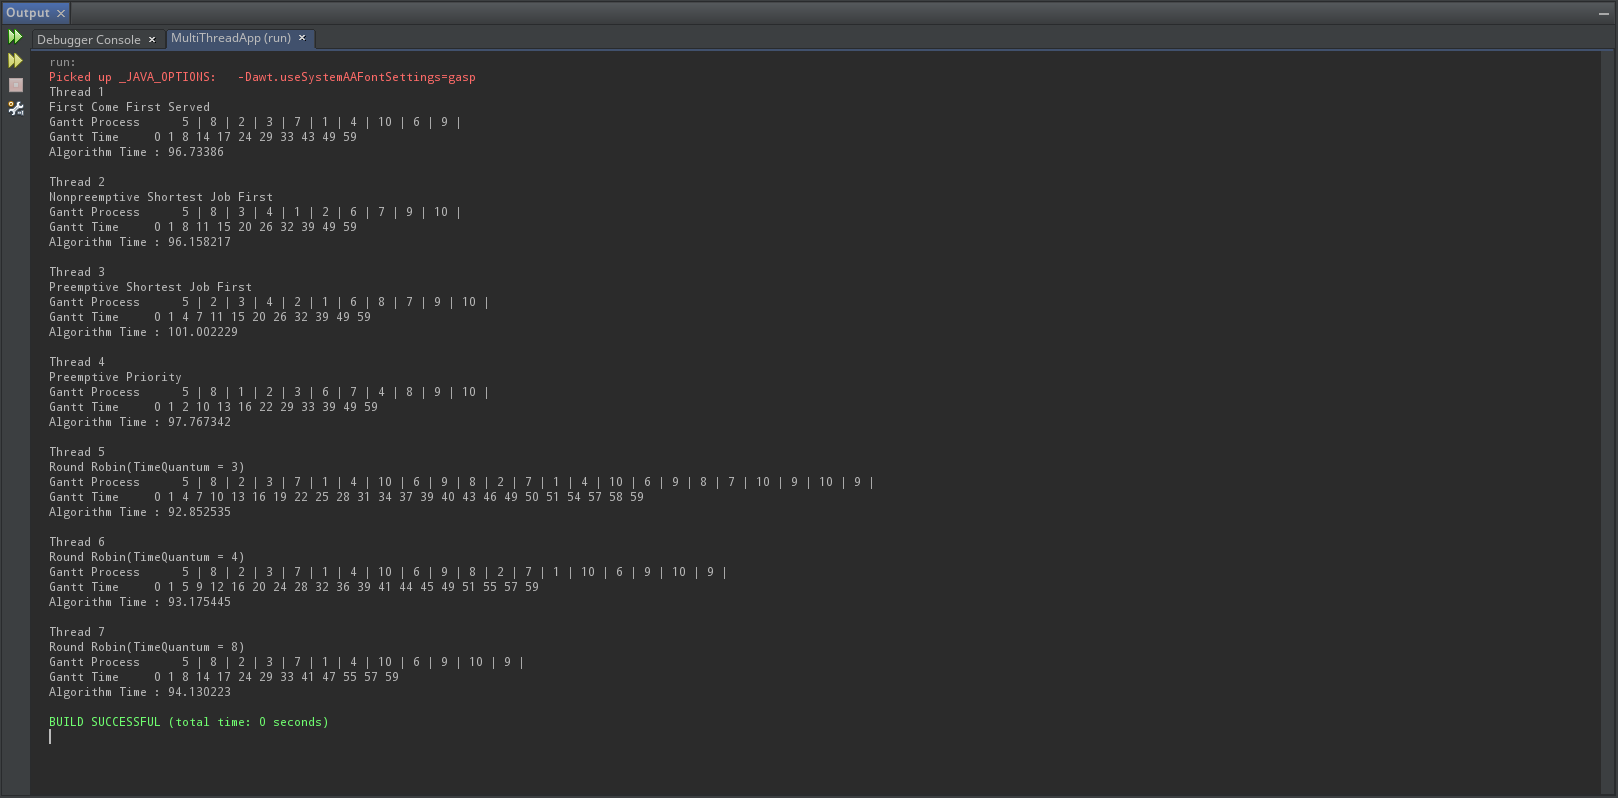 Output
Debugger Console MultiThreadApp (run)
run:
Picked up _JAVA_OPTIONS:   -Dawt.useSystemAAFontSettings=gasp
Thread 1
First Come First Served
Gantt Process      5 | 8 | 2 | 3 | 7 | 1 | 4 | 10 | 6 | 9 |
Gantt Time     0 1 8 14 17 24 29 33 43 49 59
Algorithm Time : 96.73386
Thread 2
Nonpreemptive Shortest Job First
Gantt Process      5 | 8 | 3 | 4 | 1 | 2 | 6 | 7 | 9 | 10 |
Gantt Time     0 1 8 11 15 20 26 32 39 49 59
Algorithm Time : 96.158217
Thread 3
Preemptive Shortest Job First
Gantt Process      5 | 2 | 3 | 4 | 2 | 1 | 6 | 8 | 7 | 9 | 10 |
Gantt Time     0 1 4 7 11 15 20 26 32 39 49 59
Algorithm Time : 101.002229
Thread 4
Preemptive Priority
Gantt Process      5 | 8 | 1 | 2 | 3 | 6 | 7 | 4 | 8 | 9 | 10 |
Gantt Time     0 1 2 10 13 16 22 29 33 39 49 59
Algorithm Time : 97.767342
Thread 5
Round Robin(TimeQuantum = 3)
Gantt Process      5 | 8 | 2 | 3 | 7 | 1 | 4 | 10 | 6 | 9 | 8 | 2 | 7 | 1 | 4 | 10 | 6 | 9 | 8 | 7 | 10 | 9 | 10 | 9 |
Gantt Time     0 1 4 7 10 13 16 19 22 25 28 31 34 37 39 40 43 46 49 50 51 54 57 58 59
Algorithm Time : 92.852535
Thread 6
Round Robin(TimeQuantum = 4)
Gantt Process      5 | 8 | 2 | 3 | 7 | 1 | 4 | 10 | 6 | 9 | 8 | 2 | 7 | 1 | 10 | 6 | 9 | 10 | 9 |
Gantt Time     0 1 5 9 12 16 20 24 28 32 36 39 41 44 45 49 51 55 57 59
Algorithm Time : 93.175445
Thread 7
Round Robin(TimeQuantum = 8)
Gantt Process      5 | 8 | 2 | 3 | 7 | 1 | 4 | 10 | 6 | 9 | 10 | 9 |
Gantt Time     0 1 8 14 17 24 29 33 41 47 55 57 59
Algorithm Time : 94.130223
BUILD SUCCESSFUL (total time: 0 seconds)